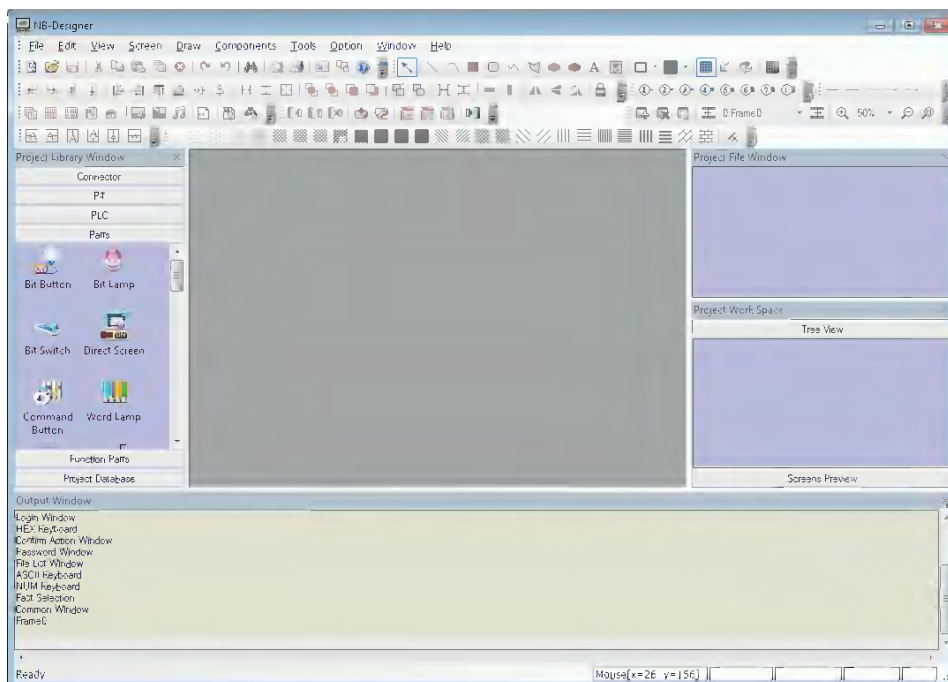 NB-Designer
File Edit View Screen Draw Components Tools Option Window Help
A
0 Frame0
50%
Project Library Window
Connector
PT
PLC
Parts
Bit Button Bit Lamp
Bit Switch Direct Screen
Command Button Word Lamp
Function Parts
Project Database
Project File Window
Project Work Space
Tree View
Screens Preview
Output Window
Login Window
HEX Keyboard
Confirm Action Window
Password Window
File List Window
ASCII Keyboard
NUM Keyboard
Fast Selection
Common Window
Frame0
Ready
Mouse[x=26 y=156]